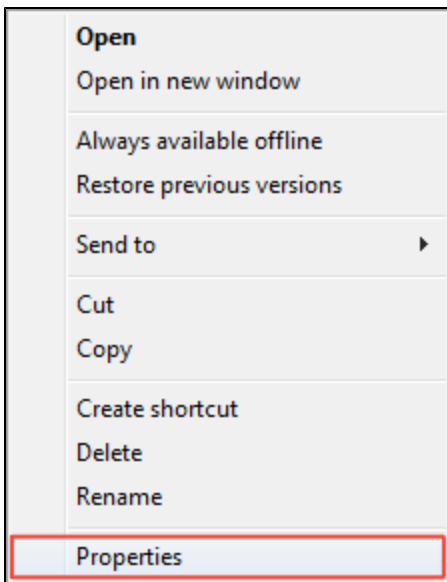 Open
Open in new window
Always available offline
Restore previous versions
Send to
Cut
Copy
Create shortcut
Delete
Rename
Properties